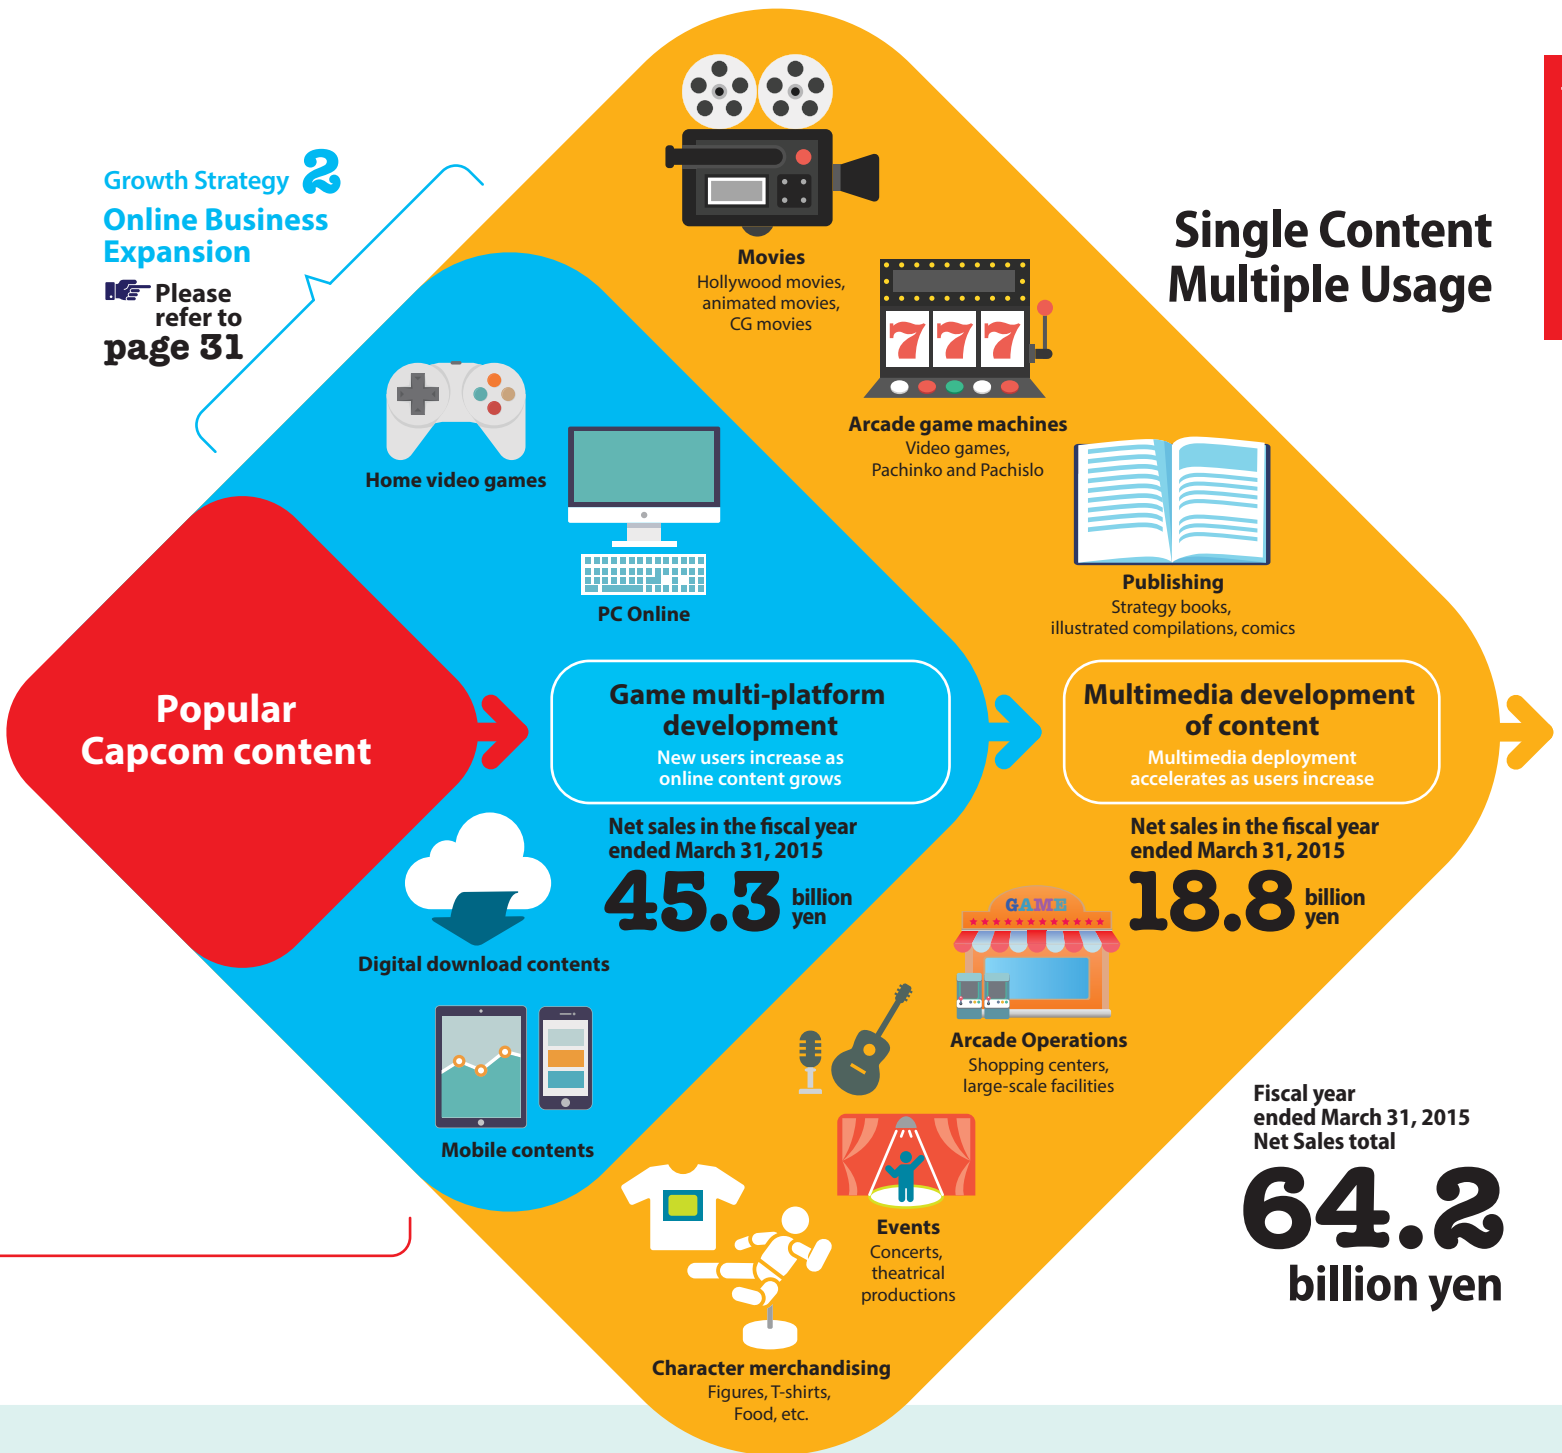 Growth Strategy 2
Online Business
Expansion
Please
refer to
page 31
Single Content
Multiple Usage
Movies
Hollywood movies,
animated movies,
CG movies
777
Arcade game machines
Video games,
Pachinko and Pachislo
Publishing
Strategy books,
illustrated compilations, comics
Home video games
PC Online
Popular
Capcom content
Game multi-platform
development
New users increase as
online content grows
Net sales in the fiscal year
ended March 31, 2015
45.3 billion
yen
Multimedia development
of content
Multimedia deployment
accelerates as users increase
Net sales in the fiscal year
ended March 31, 2015
18.8 billion
yen
Digital download contents
Mobile contents
GAME
Arcade Operations
Shopping centers,
large-scale facilities
Events
Concerts,
theatrical
productions
Character merchandising
Figures, T-shirts,
Food, etc.
Fiscal year
ended March 31, 2015
Net Sales total
64.2
billion yen